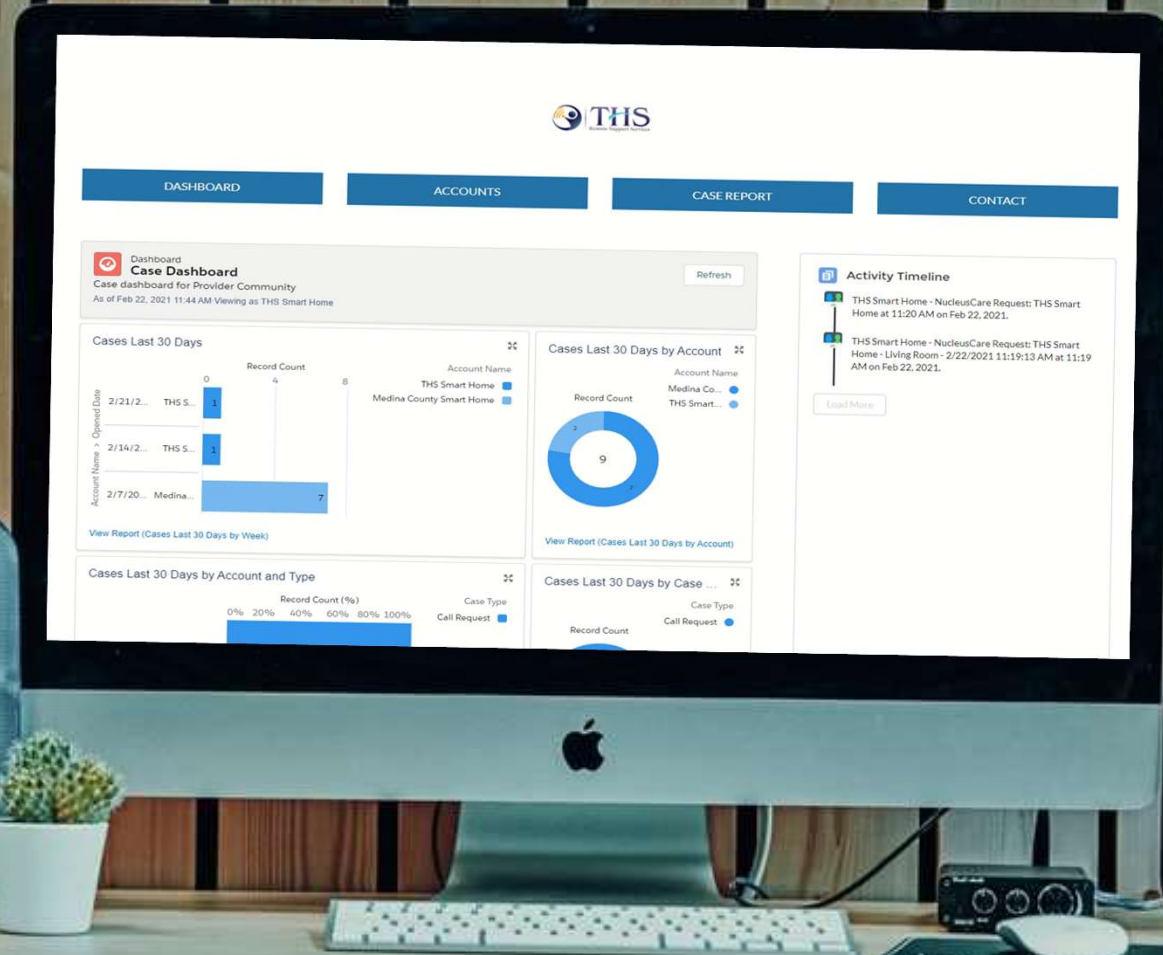 THS
Remote Support Services
DASHBOARD
ACCOUNTS
CASE REPORT
CONTACT
Dashboard
Case Dashboard
Case dashboard for Provider Community
As of Feb 22, 2021 11:44 AM·Viewing as THS Smart Home
Refresh
Cases Last 30 Days
Record Count
0 4 8
Account Name
THS Smart Home
Medina County Smart Home
Account Name > Opened Date
2/21/2... THS S... 1
2/14/2... THS S... 1
2/7/20... Medina... 7
View Report (Cases Last 30 Days by Week)
Cases Last 30 Days by Account
Account Name
Medina Co...
THS Smart...
Record Count
2
9
7
View Report (Cases Last 30 Days by Account)
Cases Last 30 Days by Account and Type
Record Count (%)
0% 20% 40% 60% 80% 100%
Case Type
Call Request
Cases Last 30 Days by Case ...
Case Type
Call Request
Record Count
Activity Timeline
THS Smart Home - NucleusCare Request: THS Smart
Home at 11:20 AM on Feb 22, 2021.
THS Smart Home - NucleusCare Request: THS Smart
Home - Living Room - 2/22/2021 11:19:13 AM at 11:19
AM on Feb 22, 2021.
Load More